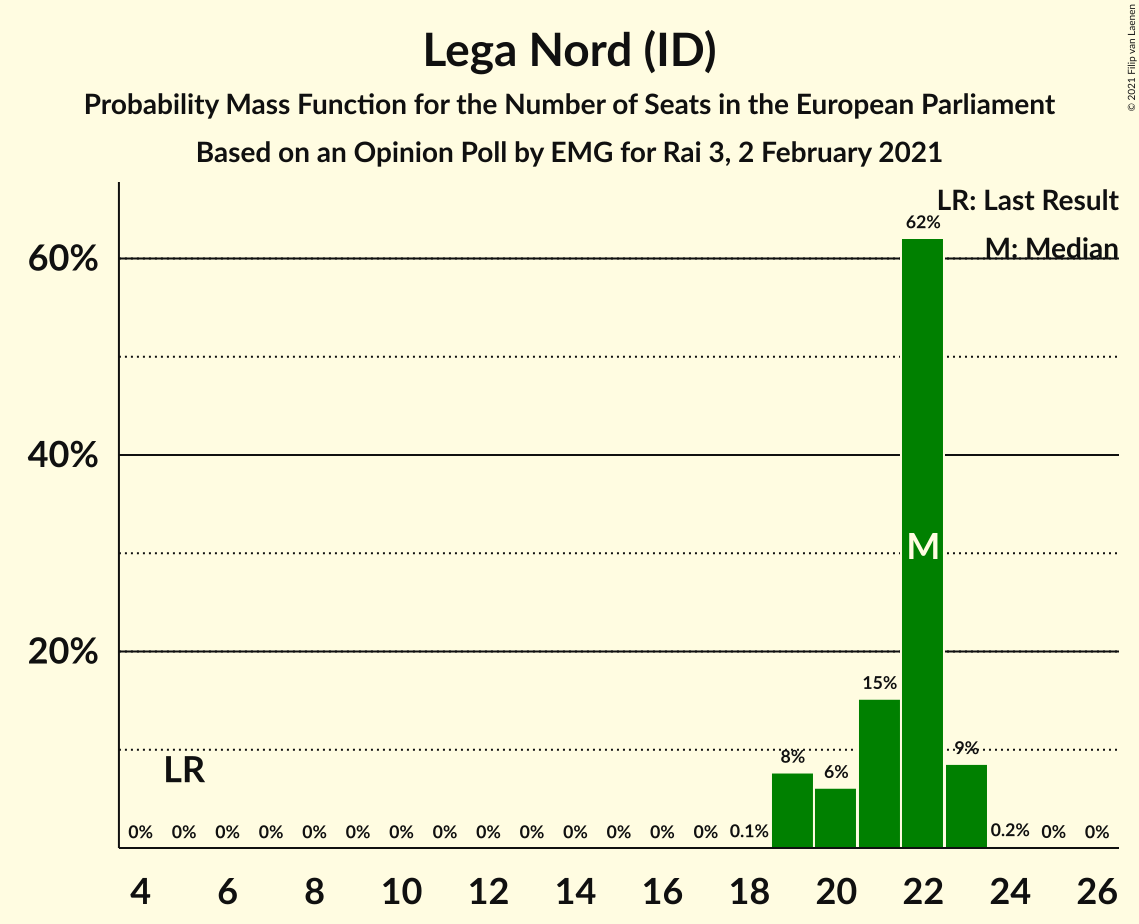 Lega Nord (ID)
Probability Mass Function for the Number of Seats in the European Parliament
Based on an Opinion Poll by EMG for Rai 3, 2 February 2021
© 2021 Filip van Laenen
LR: Last Result
M: Median
60%
40%
20%
62%
M
15%
9%
8%
6%
LR
0% 0% 0% 0% 0% 0% 0% 0% 0% 0% 0% 0% 0% 0% 0.1% 0.2% 0% 0%
4 6 8 10 12 14 16 18 20 22 24 26